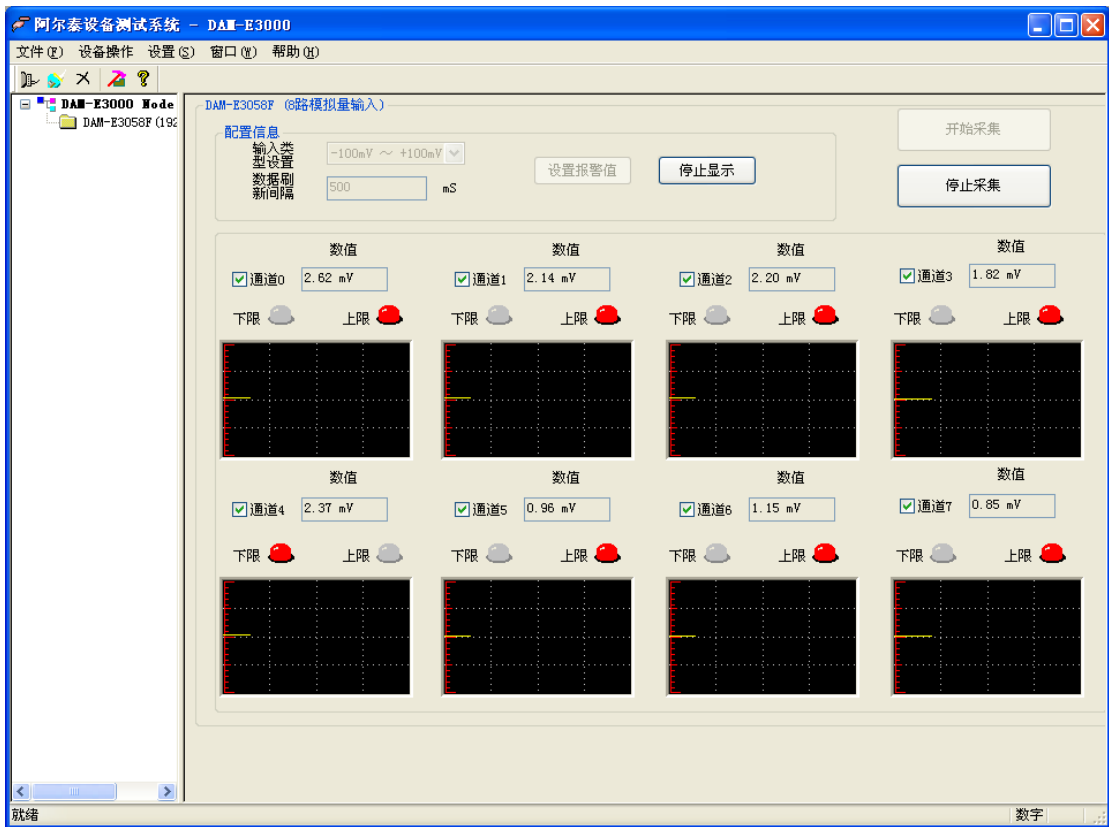 阿尔泰设备测试系统 - DAM-E3000
文件(F) 设备操作 设置(S) 窗口(W) 帮助(H)
DAM-E3000 Node
DAM-E3058F (192
DAM-E3058F (8路模拟量输入)
配置信息
输入类
型设置
-100mV ～ +100mV
数据刷
新间隔
500
mS
设置报警值
停止显示
开始采集
停止采集
数值 数值 数值 数值
通道0 2.62 mV 通道1 2.14 mV 通道2 2.20 mV 通道3 1.82 mV
下限 上限 下限 上限 下限 上限 下限 上限
数值 数值 数值 数值
通道4 2.37 mV 通道5 0.96 mV 通道6 1.15 mV 通道7 0.85 mV
下限 上限 下限 上限 下限 上限 下限 上限
就绪 数字